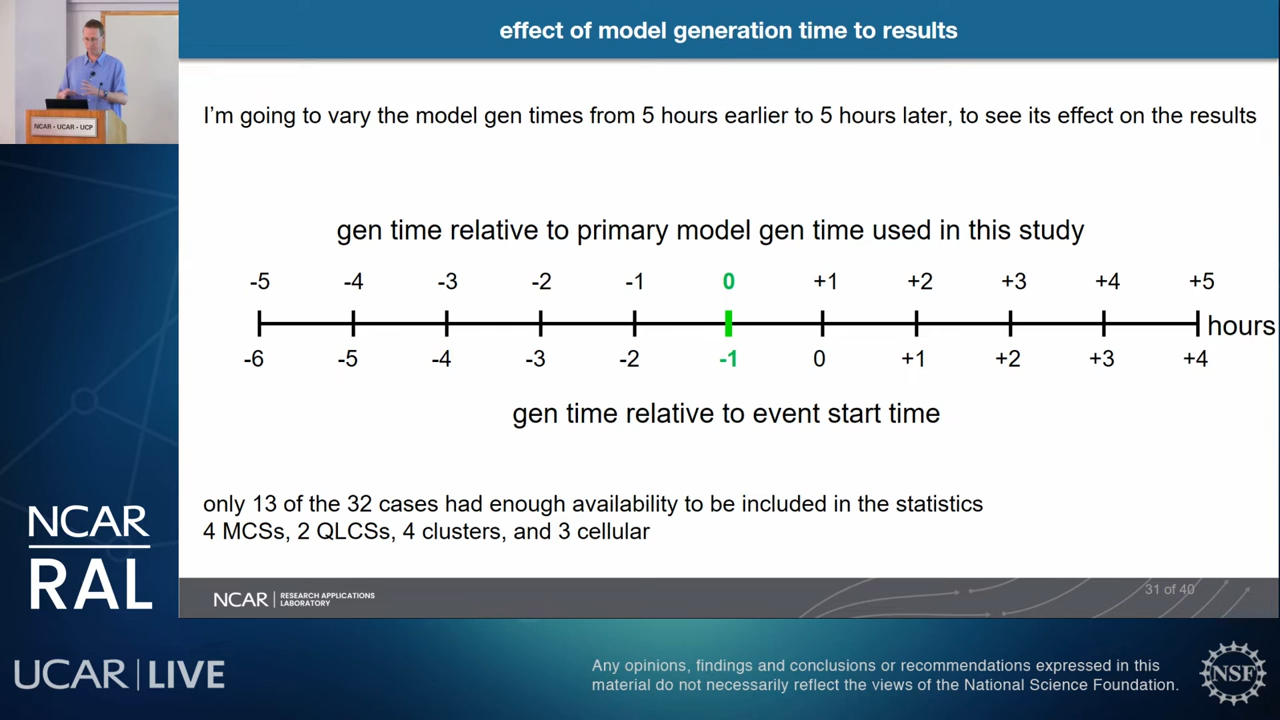 effect of model generation time to results
NCAR • UCAR • UCP
I'm going to vary the model gen times from 5 hours earlier to 5 hours later, to see its effect on the results
gen time relative to primary model gen time used in this study
-5 -4 -3 -2 -1 0 +1 +2 +3 +4 +5
hours
-6 -5 -4 -3 -2 -1 0 +1 +2 +3 +4
gen time relative to event start time
only 13 of the 32 cases had enough availability to be included in the statistics
4 MCSs, 2 QLCSs, 4 clusters, and 3 cellular
NCAR
RAL
NCAR
RESEARCH APPLICATIONS
LABORATORY
31 of 40
UCAR LIVE
Any opinions, findings and conclusions or recommendations expressed in this
material do not necessarily reflect the views of the National Science Foundation.
NSF